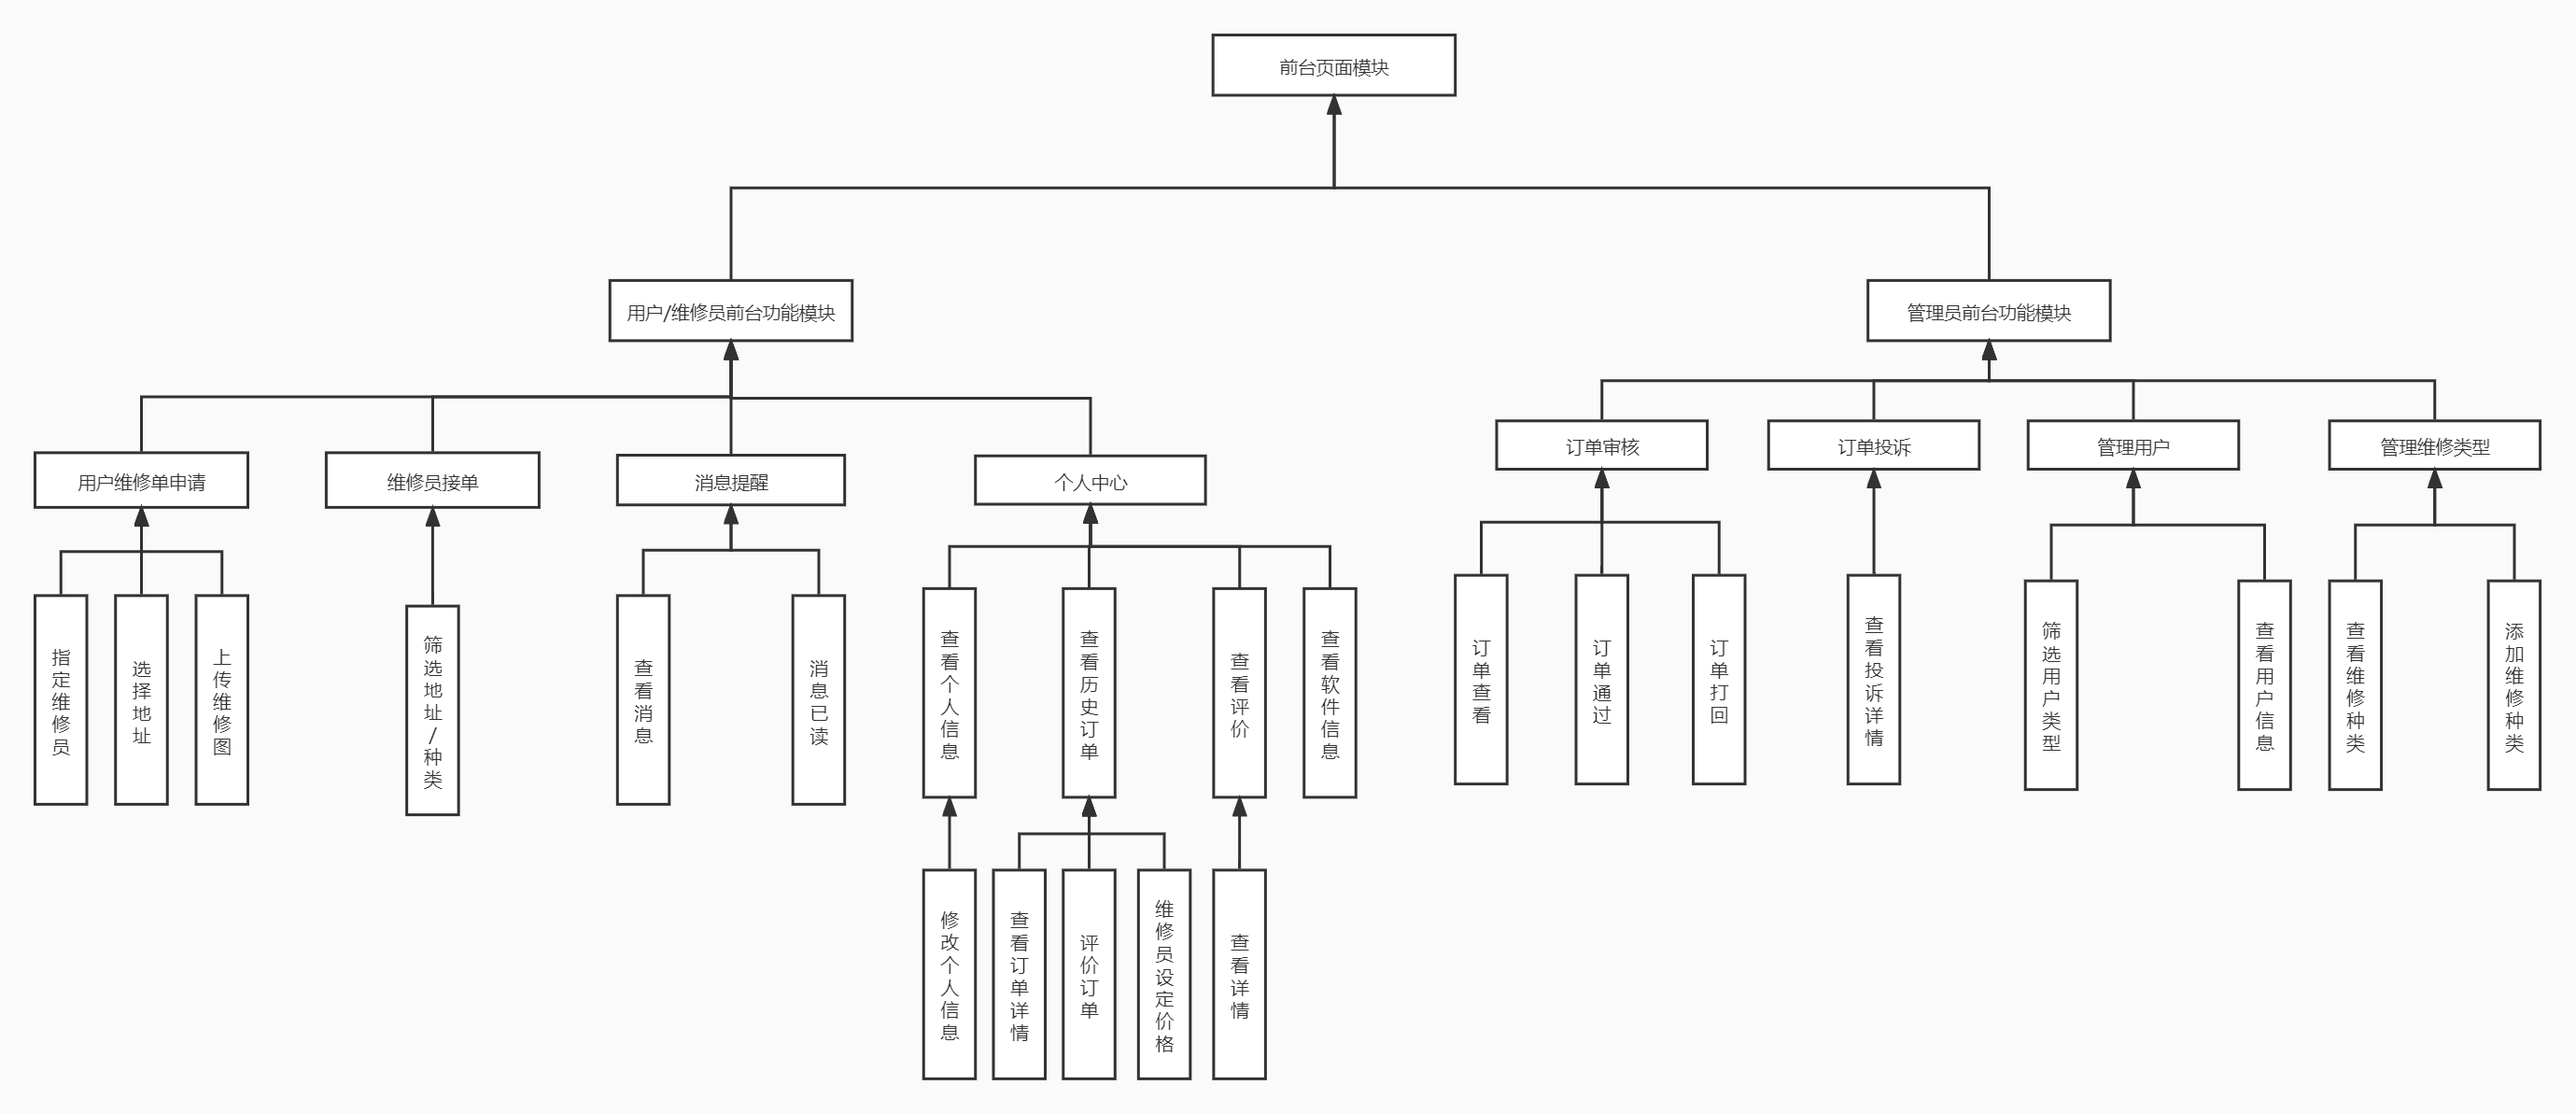 前台页面模块
用户/维修员前台功能模块
管理员前台功能模块
用户维修单申请
维修员接单
消息提醒
个人中心
订单审核
订单投诉
管理用户
管理维修类型
指定维修员
选择地址
上传维修图
筛选地址/种类
查看消息
消息已读
查看个人信息
查看历史订单
查看评价
查看软件信息
订单查看
订单通过
订单打回
查看投诉详情
筛选用户类型
查看用户信息
查看维修种类
添加维修种类
修改个人信息
查看订单详情
评价订单
维修员设定价格
查看详情